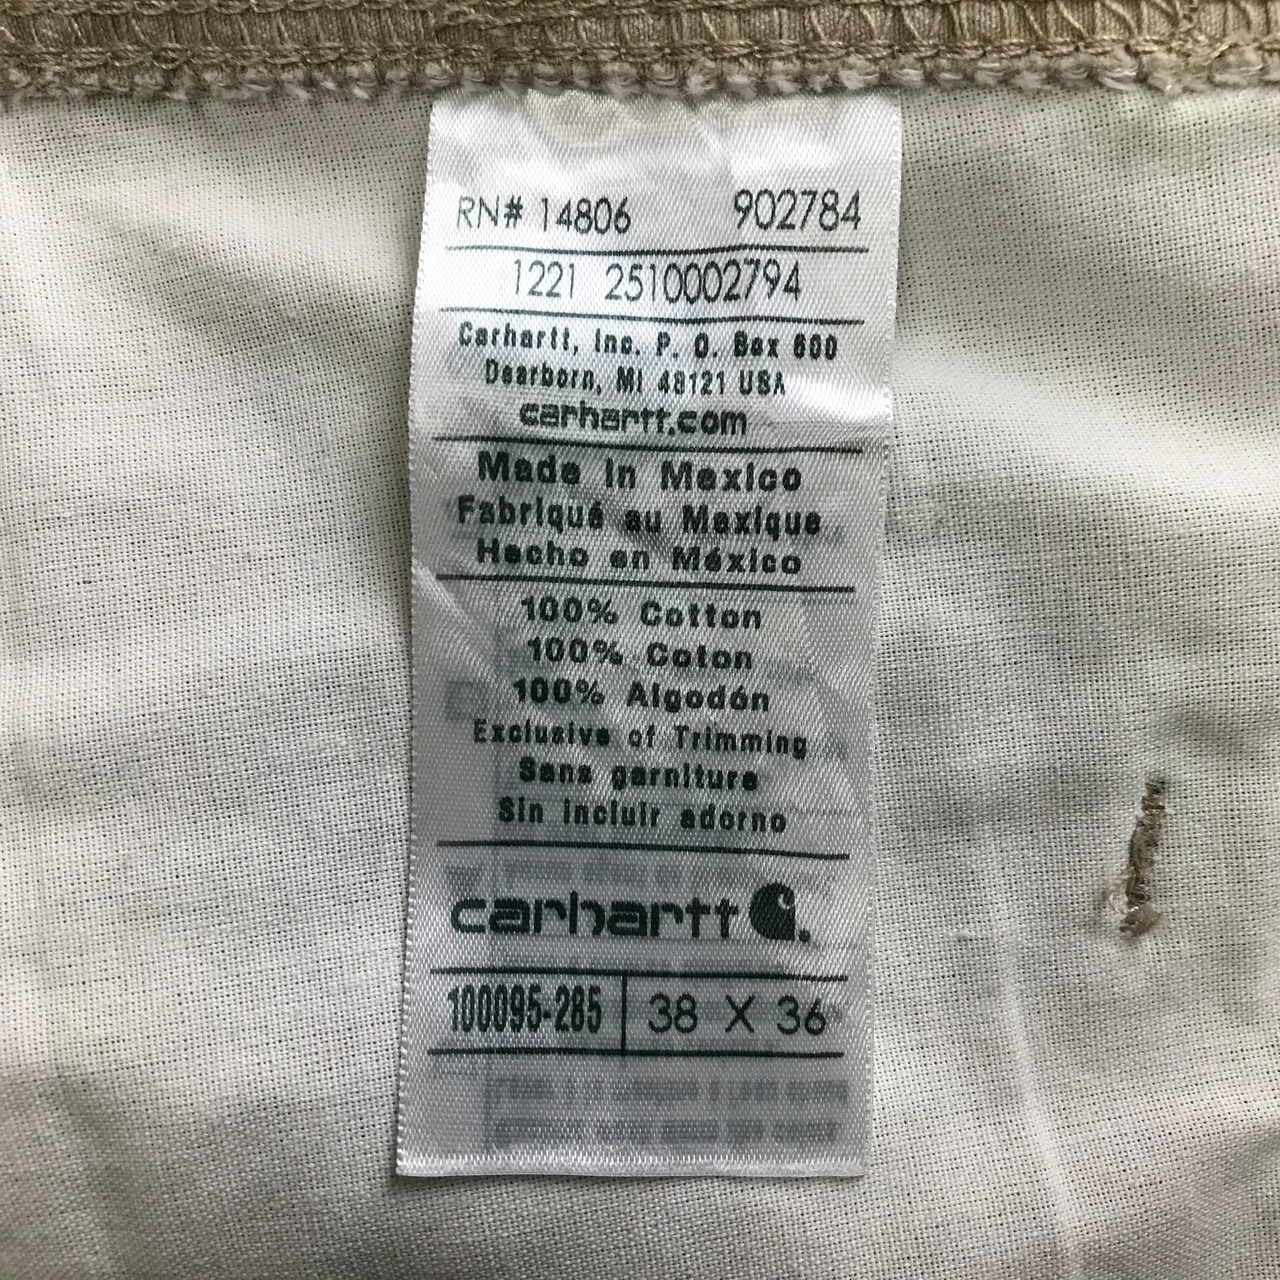 RN# 14806 902784
1221 2510002794
Carhartt, Inc. P. O. Box 600
Dearborn, MI 48121 USA
carhartt.com
Made in Mexico
Fabriqué au Mexique
Hecho en México
100% Cotton
100% Coton
100% Algodón
Exclusive of Trimming
Sans garniture
Sin incluir adorno
carhartt
100095-285 38 X 36